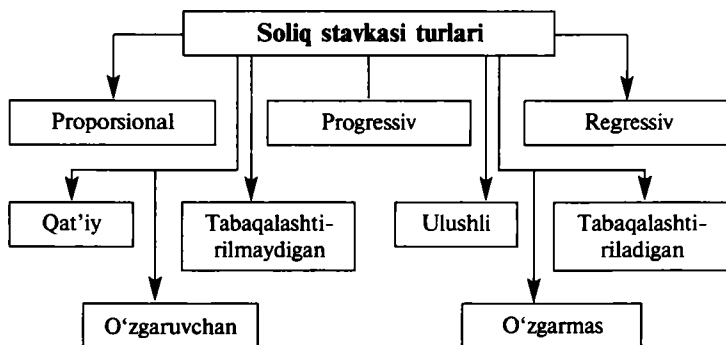 Soliq stavkasi turlari
Proporsional
Progressiv
Regressiv
Qat’iy
Tabaqalashti-
rilmaydigan
Ulushli
Tabaqalashti-
riladigan
O‘zgaruvchan
O‘zgarmas